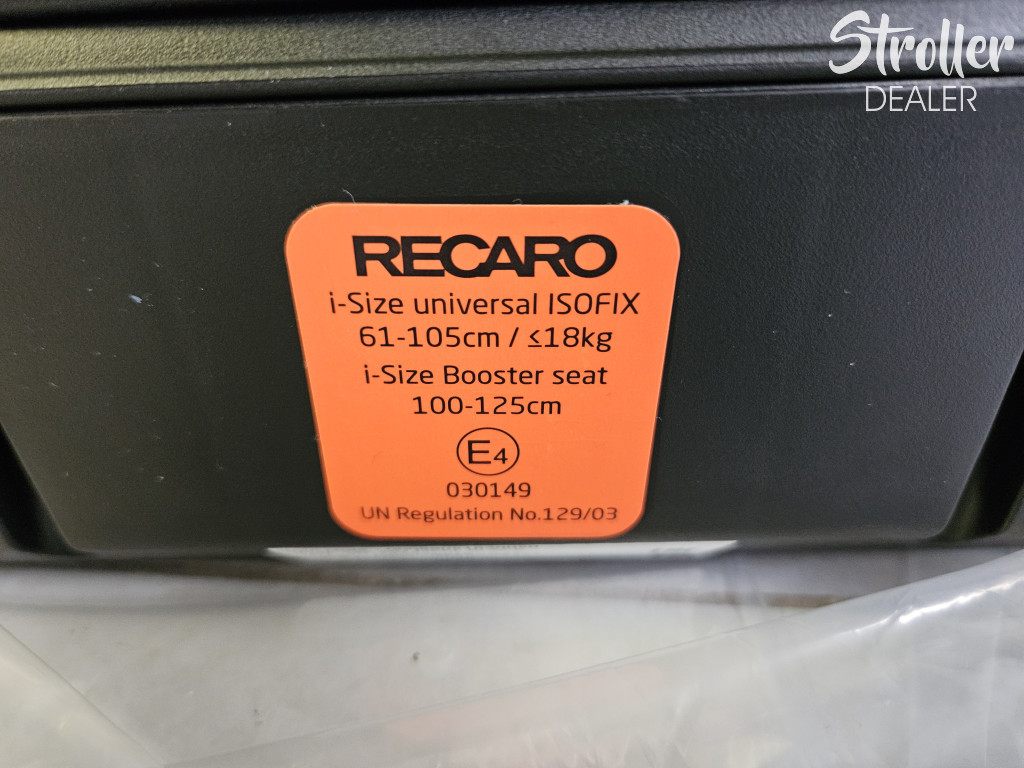 Stroller
DEALER
RECARO
i-Size universal ISOFIX
61-105cm / ≤18kg
i-Size Booster seat
100-125cm
E4
030149
UN Regulation No.129/03